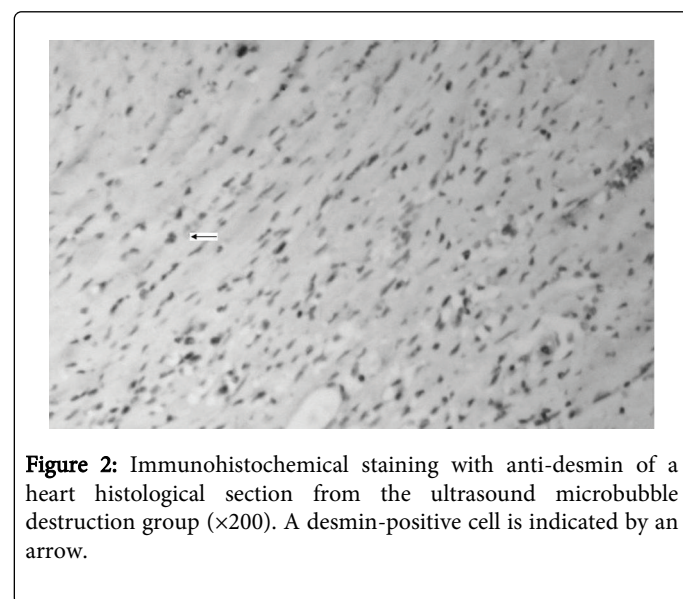 Figure 2: Immunohistochemical staining with anti-desmin of a
heart histological section from the ultrasound microbubble
destruction group (×200). A desmin-positive cell is indicated by an
arrow.